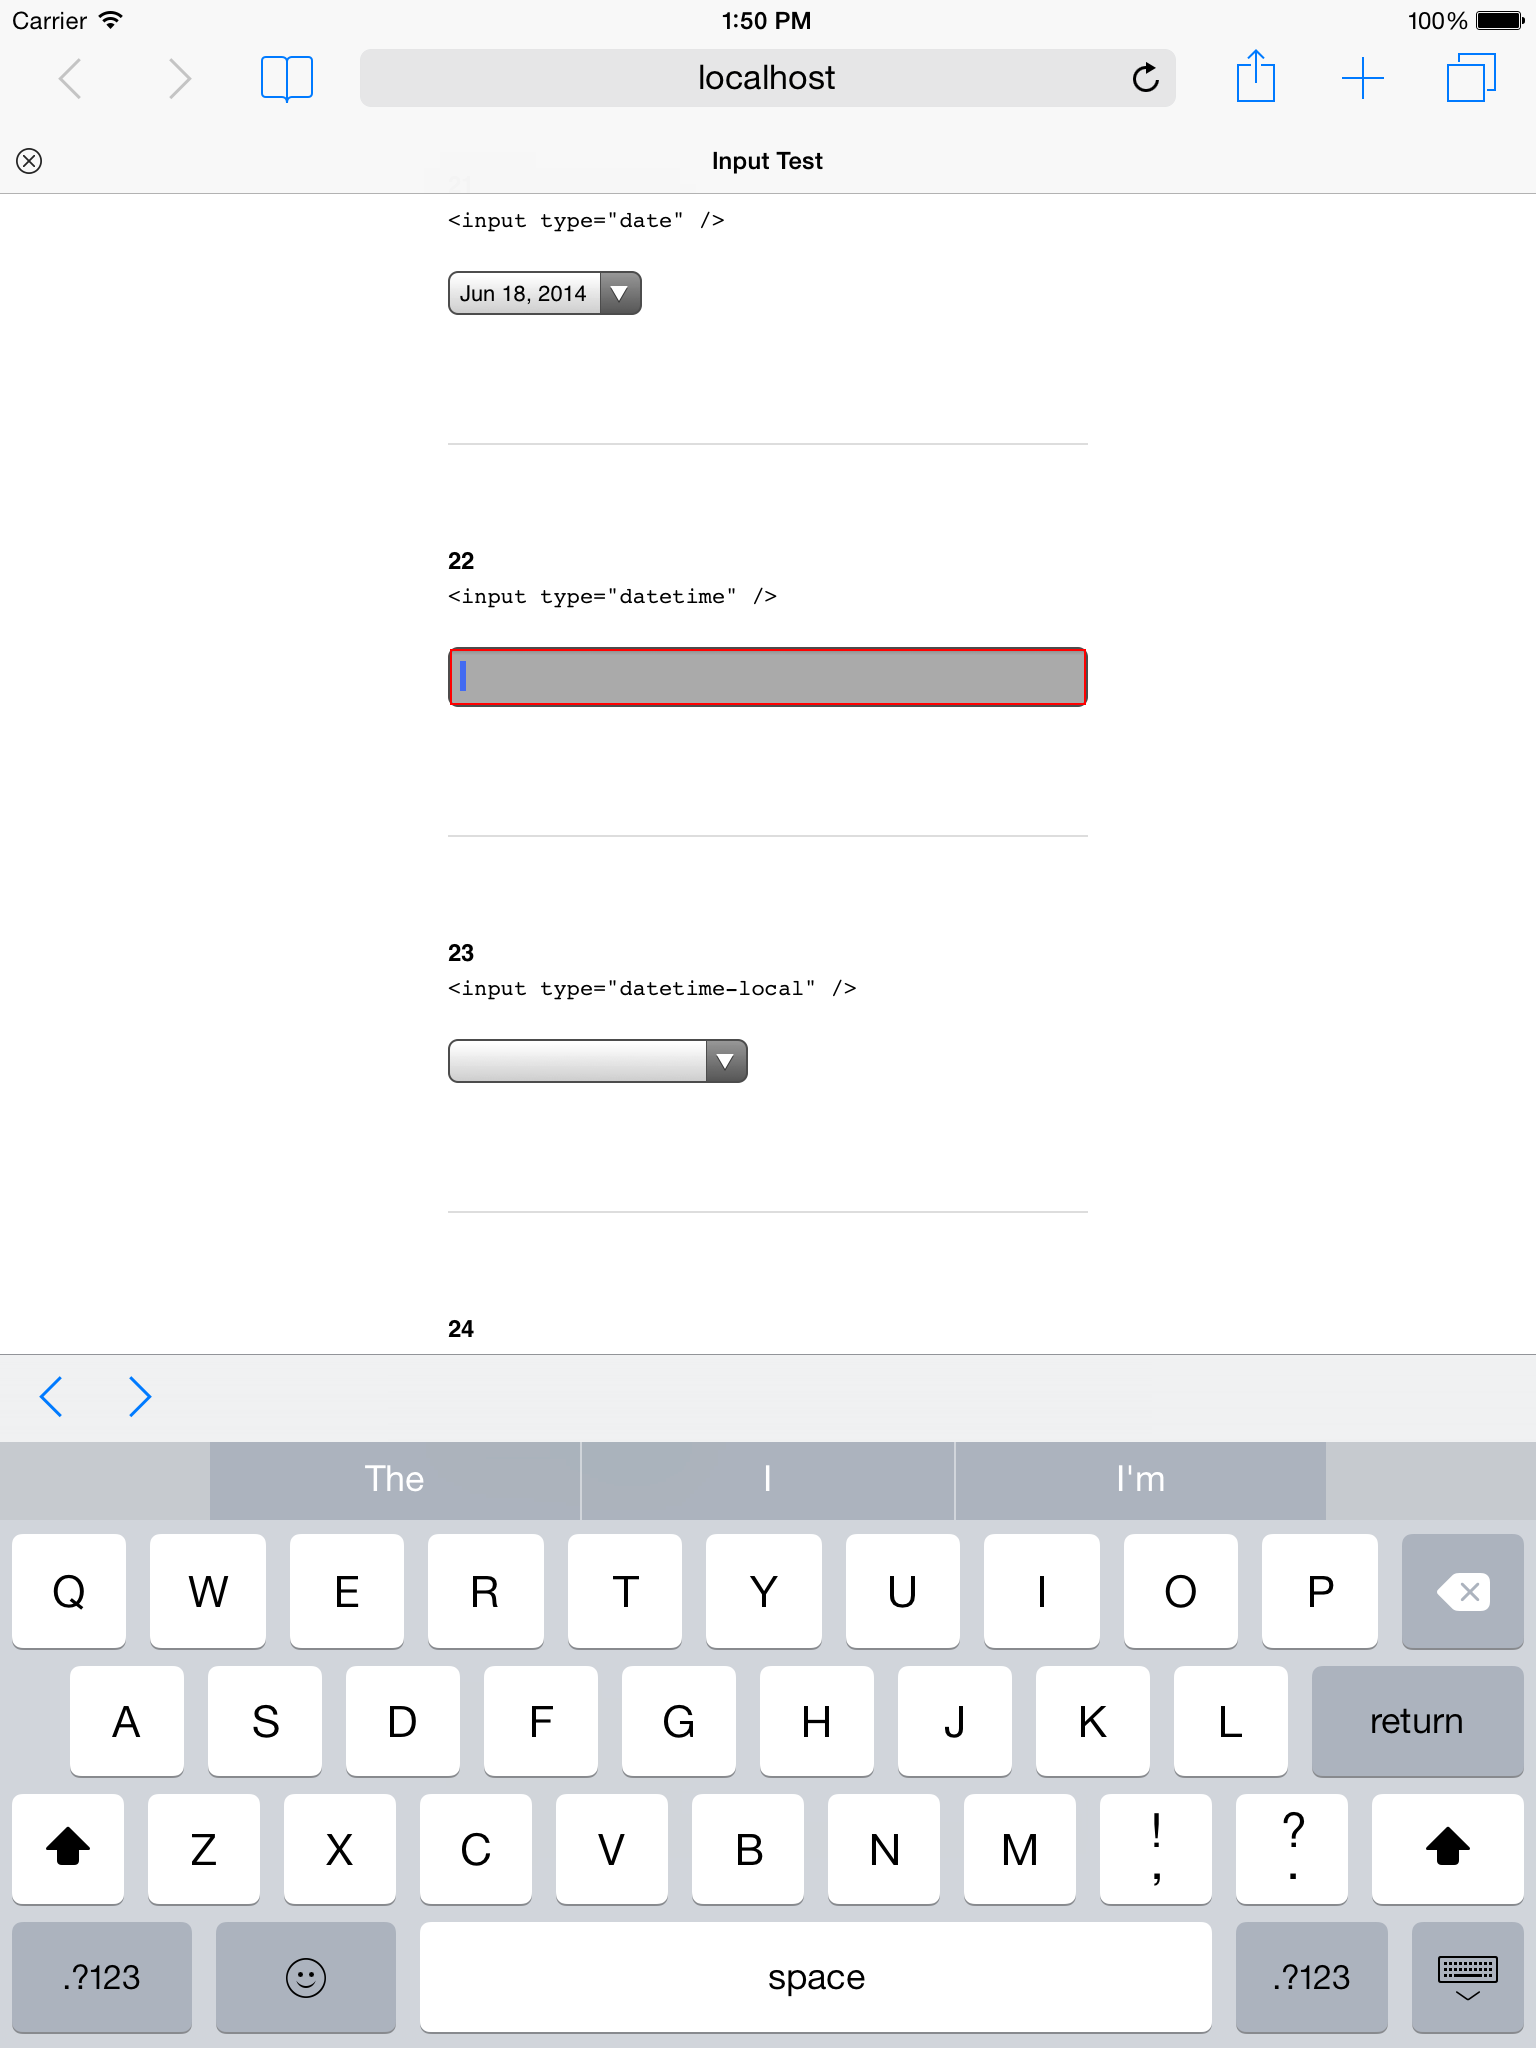 Carrier 1:50 PM 100%
localhost
Input Test
21
<input type="date" />
Jun 18, 2014
22
<input type="datetime" />
23
<input type="datetime-local" />
24
The I I'm
Q W E R T Y U I O P
A S D F G H J K L return
Z X C V B N M ! , ? .
.?123 space .?123